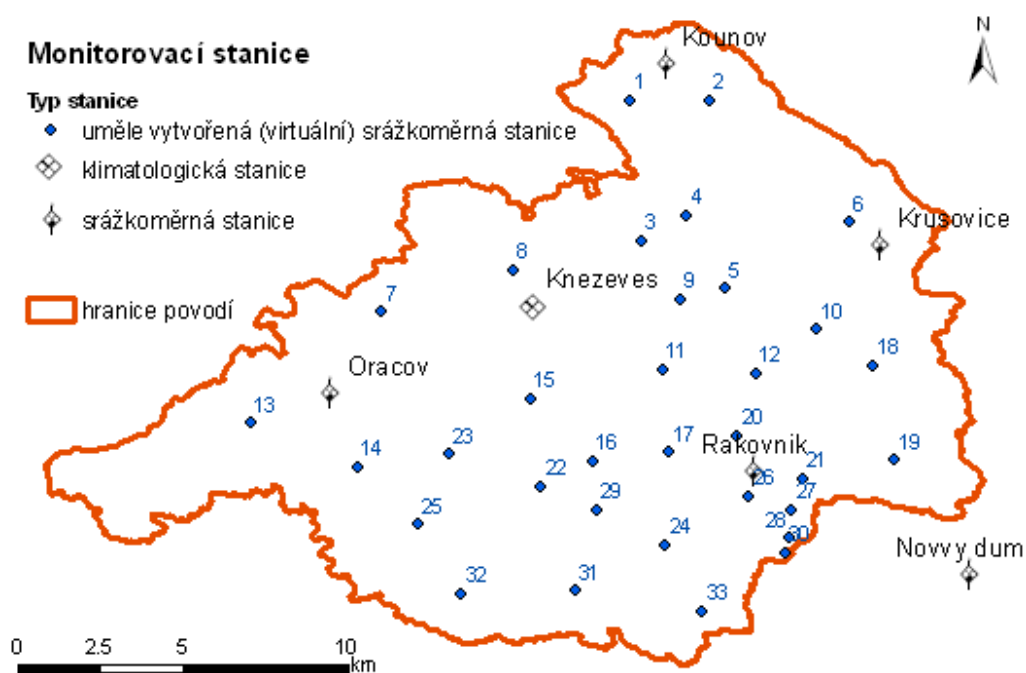 Monitorovací stanice
Typ stanice
uměle vytvořená (virtuální) srážkoměrná stanice
klimatologická stanice
srážkoměrná stanice
hranice povodí
N
Kounov
1
2
4
3
6
Krusovice
8
Knezeves
9
5
7
10
11
12
18
Oracov
15
13
20
23
14
16
17
Rakovnik
19
22
21
26
29
27
25
28
24
30
Novvy dum
32
31
33
0 2.5 5 10
km